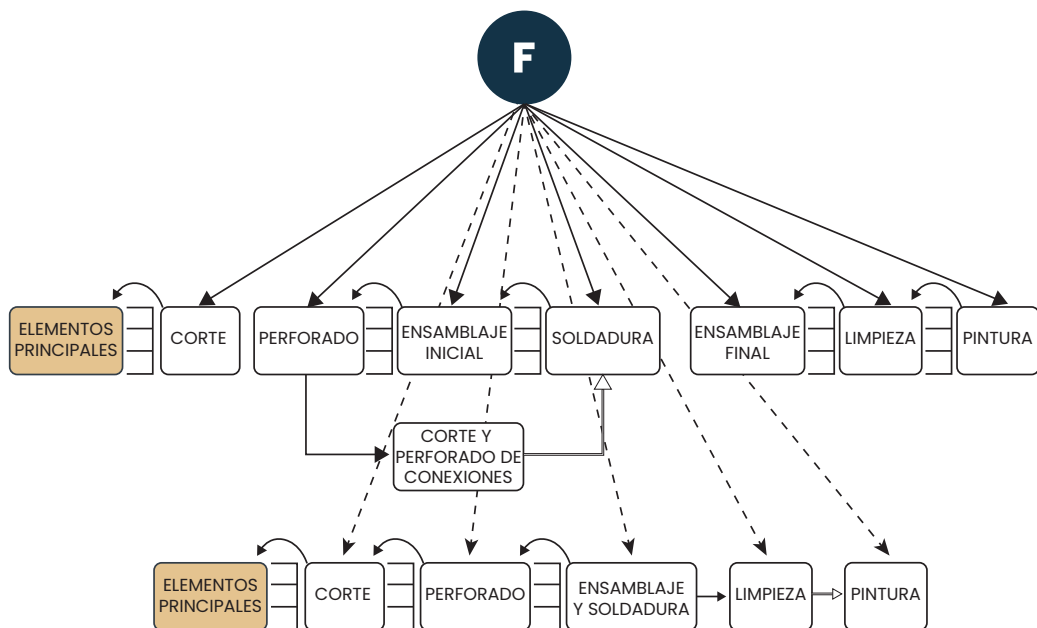 F
ELEMENTOS
PRINCIPALES
CORTE
PERFORADO
ENSAMBLAJE
INICIAL
SOLDADURA
ENSAMBLAJE
FINAL
LIMPIEZA
PINTURA
CORTE Y
PERFORADO DE
CONEXIONES
ELEMENTOS
PRINCIPALES
CORTE
PERFORADO
ENSAMBLAJE
Y SOLDADURA
LIMPIEZA
PINTURA